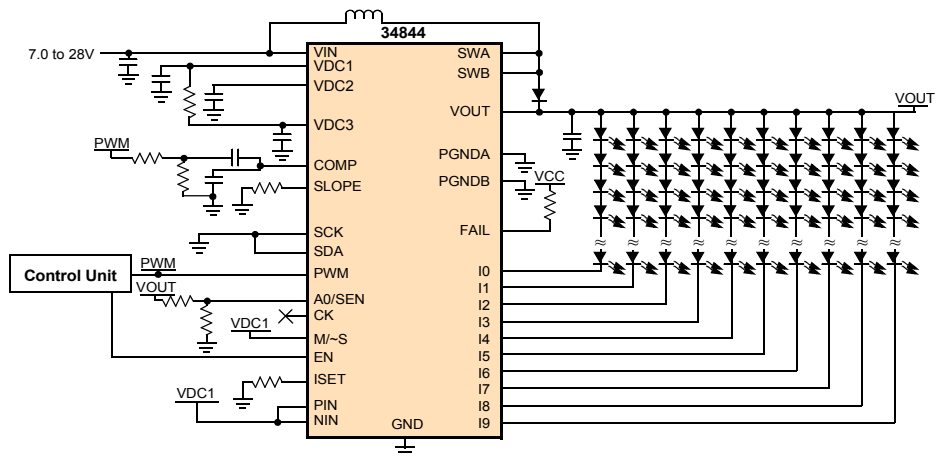 34844
7.0 to 28V
VIN
VDC1
VDC2
VDC3
PWM
COMP
SLOPE
SCK
SDA
Control Unit
PWM
PWM
VOUT
A0/SEN
CK
VDC1
M/~S
EN
ISET
VDC1
PIN
NIN
GND
SWA
SWB
VOUT
VOUT
PGNDA
PGNDB
VCC
FAIL
I0
I1
I2
I3
I4
I5
I6
I7
I8
I9